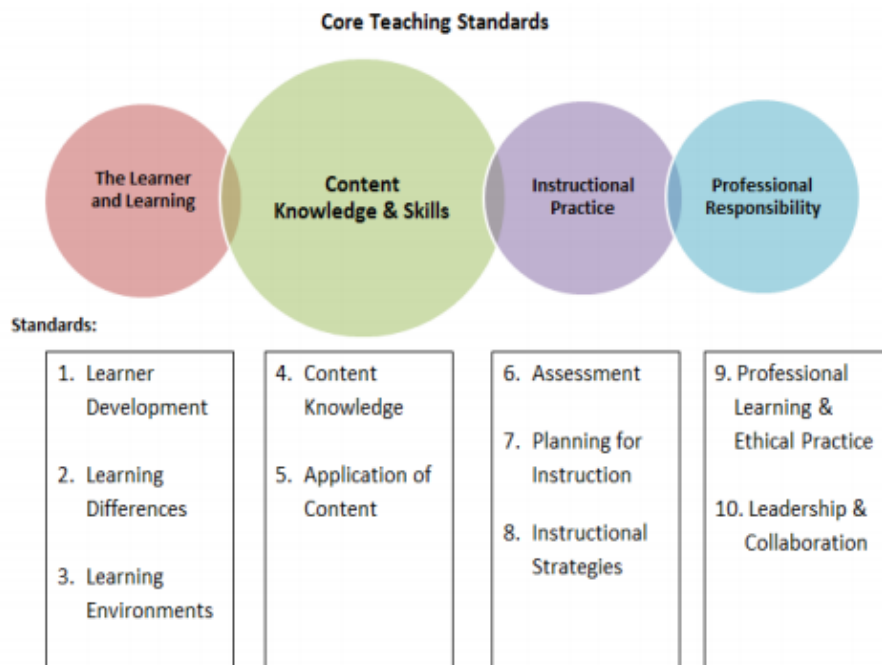 Core Teaching Standards
The Learner
and Learning
Content
Knowledge & Skills
Instructional
Practice
Professional
Responsibility
Standards:
1. Learner
Development
2. Learning
Differences
3. Learning
Environments
4. Content
Knowledge
5. Application of
Content
6. Assessment
7. Planning for
Instruction
8. Instructional
Strategies
9. Professional
Learning &
Ethical Practice
10. Leadership &
Collaboration